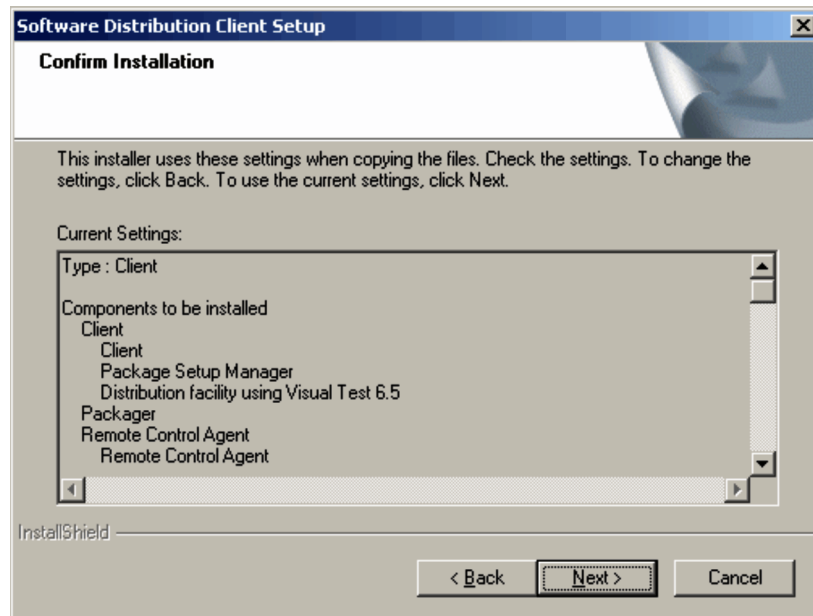 Software Distribution Client Setup
Confirm Installation
This installer uses these settings when copying the files. Check the settings. To change the
settings, click Back. To use the current settings, click Next.
Current Settings:
Type : Client
Components to be installed
Client
Client
Package Setup Manager
Distribution facility using Visual Test 6.5
Packager
Remote Control Agent
Remote Control Agent
InstallShield
< Back Next > Cancel